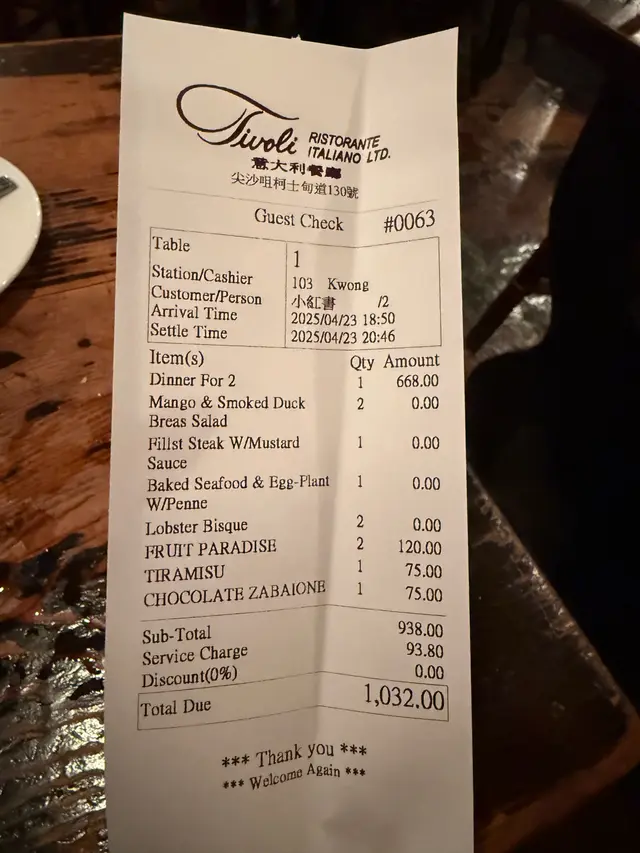 Tivoli RISTORANTE ITALIANO LTD.
意大利餐廳
尖沙咀柯士甸道130號
Guest Check #0063
Table 1
Station/Cashier 103 Kwong
Customer/Person 小紅書 /2
Arrival Time 2025/04/23 18:50
Settle Time 2025/04/23 20:46
Item(s) Qty Amount
Dinner For 2 1 668.00
Mango & Smoked Duck 2 0.00
Breas Salad
Fillst Steak W/Mustard 1 0.00
Sauce
Baked Seafood & Egg-Plant 1 0.00
W/Penne
Lobster Bisque 2 0.00
FRUIT PARADISE 2 120.00
TIRAMISU 1 75.00
CHOCOLATE ZABAIONE 1 75.00
Sub-Total 938.00
Service Charge 93.80
Discount(0%) 0.00
Total Due 1,032.00
*** Thank you ***
*** Welcome Again ***